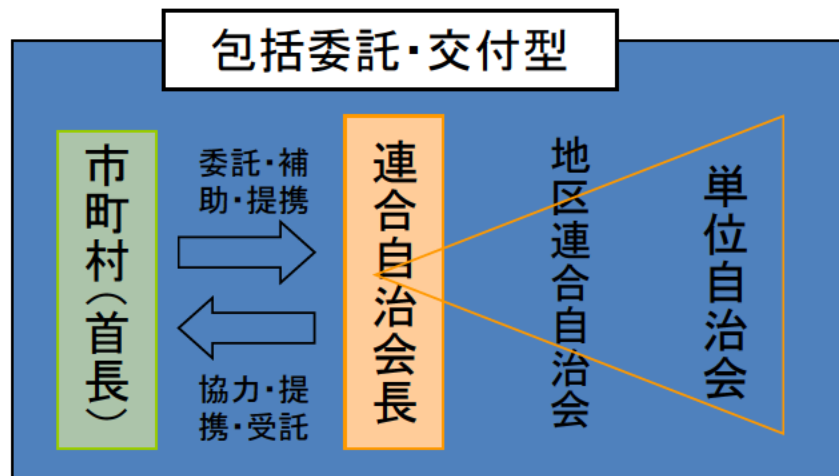 包括委託・交付型
市町村(首長)
委託・補
助・提携
協力・提
携・受託
連合自治会長
地区連合自治会
単位自治会